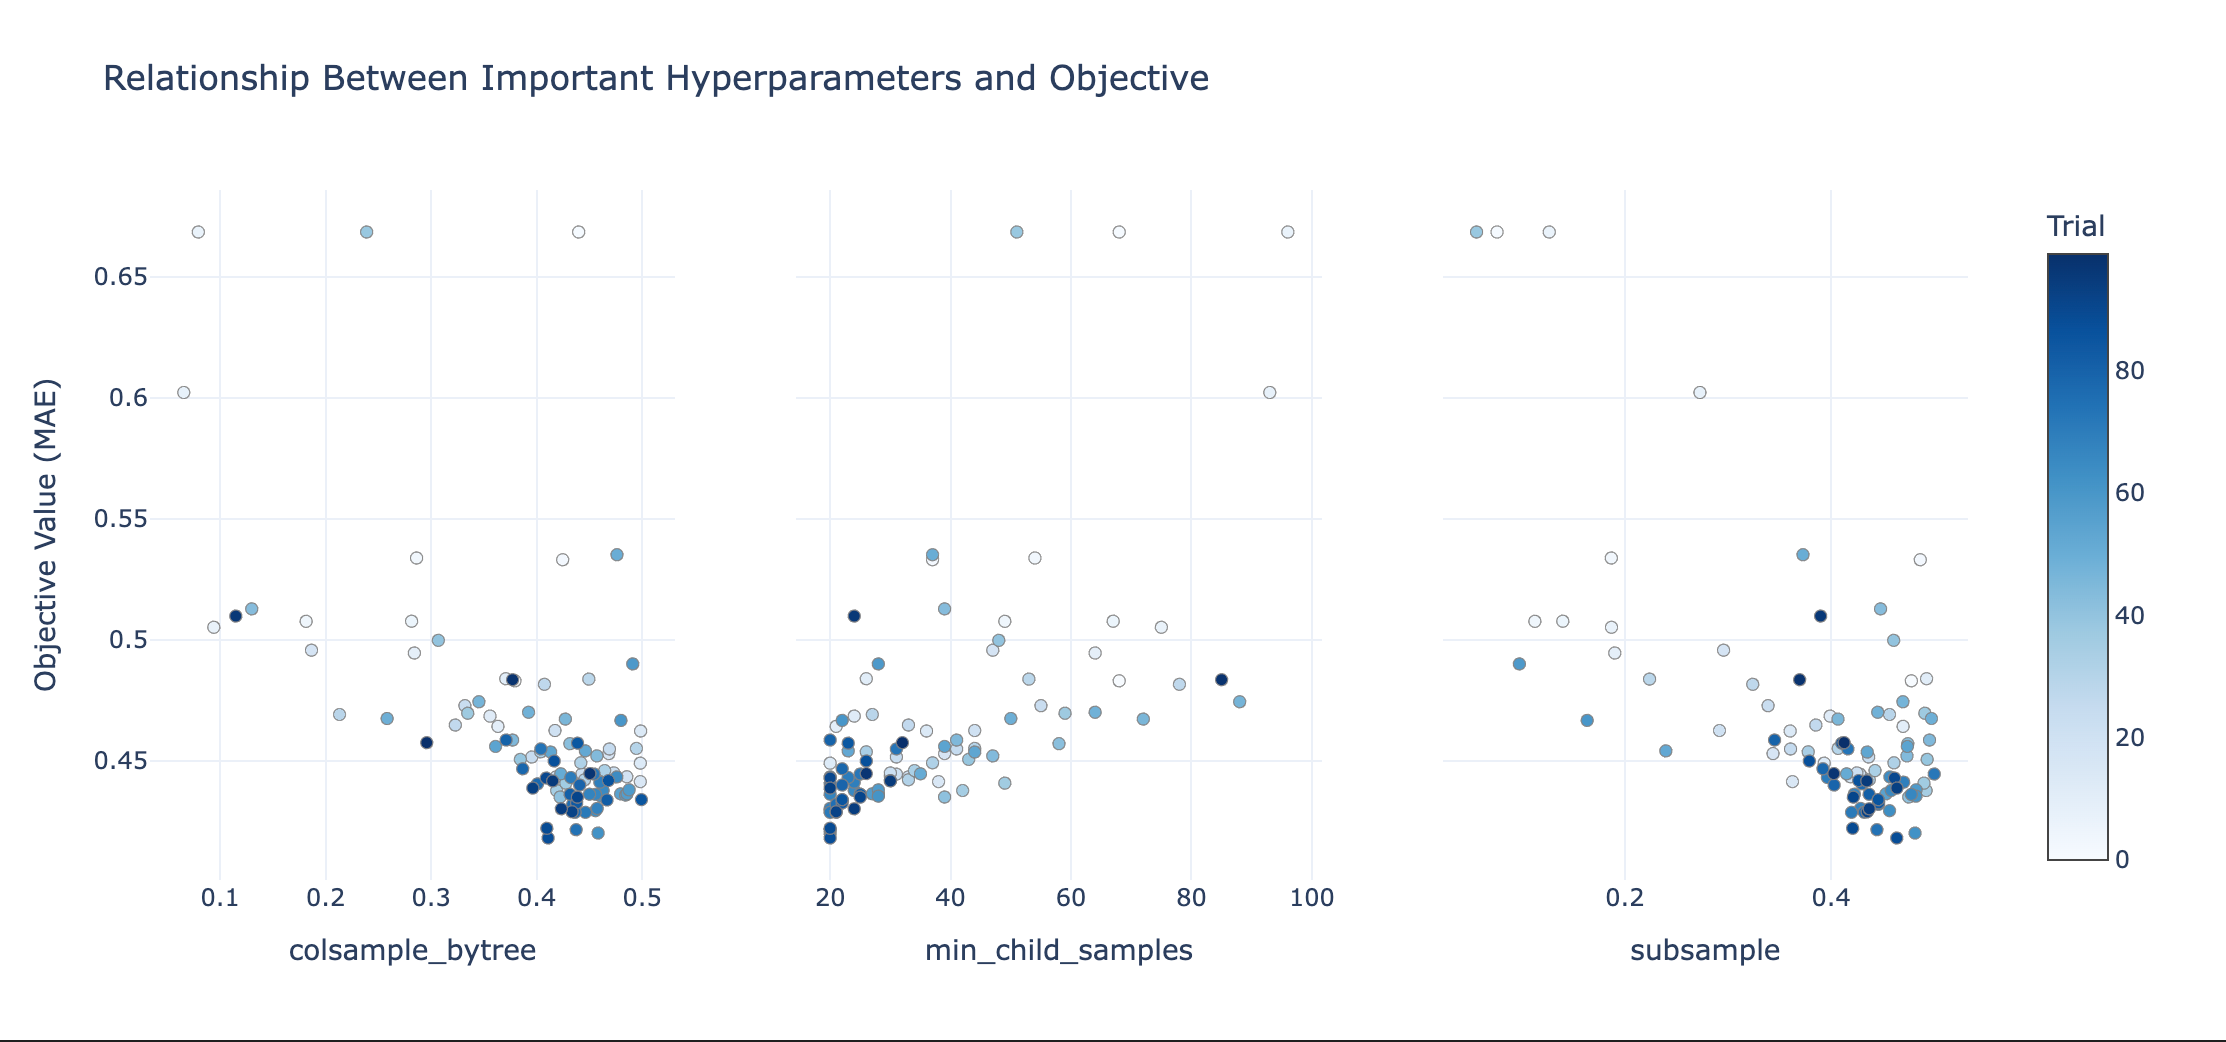 Relationship Between Important Hyperparameters and Objective
Objective Value (MAE)
0.65
0.6
0.55
0.5
0.45
0.1 0.2 0.3 0.4 0.5
colsample_bytree
20 40 60 80 100
min_child_samples
0.2 0.4
subsample
Trial
80
60
40
20
0